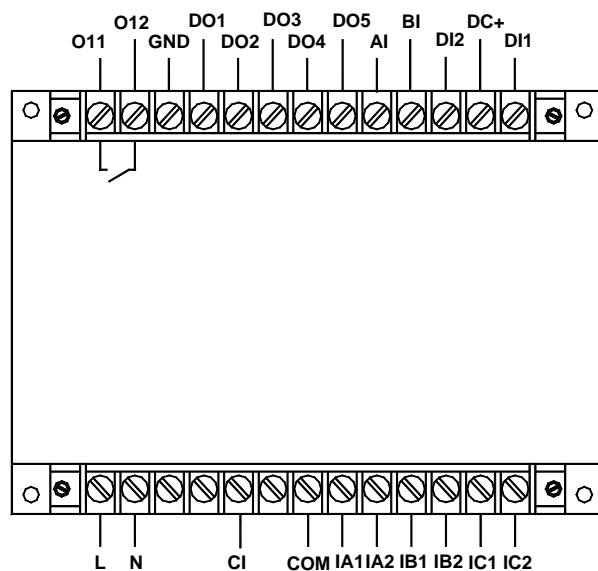 O12 DO1 DO3 DO5 BI DC+
O11 GND DO2 DO4 AI DI2 DI1
L N CI COM IA1 IA2 IB1 IB2 IC1 IC2